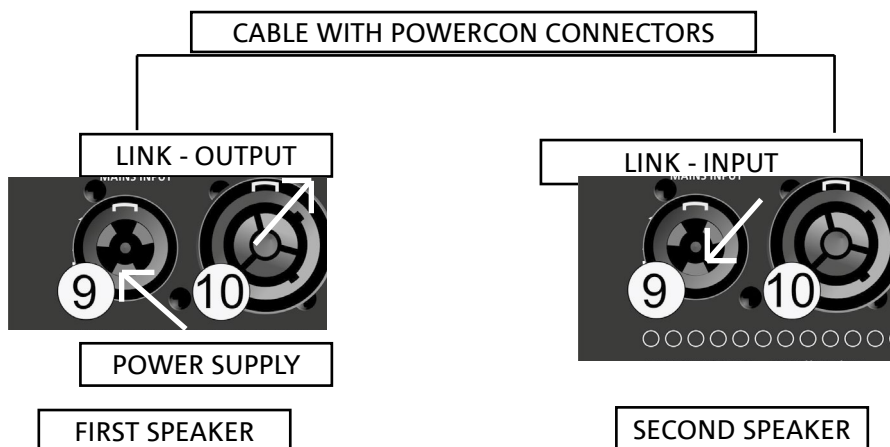 CABLE WITH POWERCON CONNECTORS
LINK - OUTPUT
LINK - INPUT
MAINS INPUT
MAINS INPUT
9
10
9
10
POWER SUPPLY
FIRST SPEAKER
SECOND SPEAKER